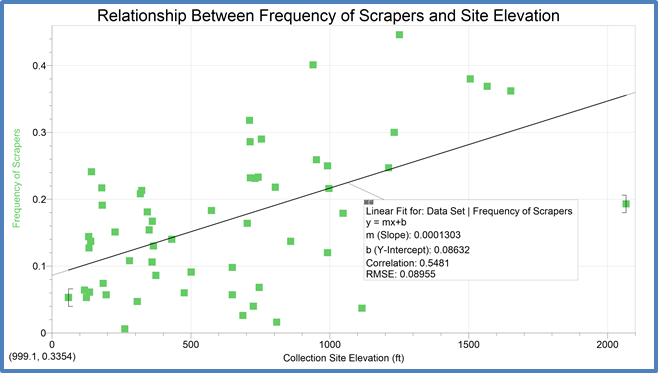 Relationship Between Frequency of Scrapers and Site Elevation
Frequency of Scrapers
0.4
0.3
0.2
0.1
0
Linear Fit for: Data Set | Frequency of Scrapers
y = mx+b
m (Slope): 0.0001303
b (Y-Intercept): 0.08632
Correlation: 0.5481
RMSE: 0.08955
0 500 1000 1500 2000
(999.1, 0.3354)
Collection Site Elevation (ft)